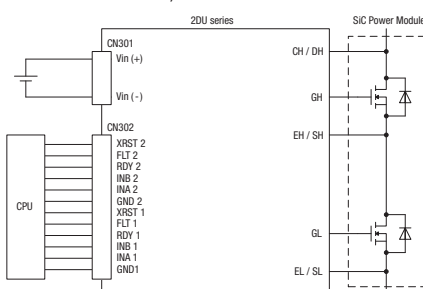 2DU series
SiC Power Module
CN301
Vin (+)
CH / DH
Vin (-)
GH
CN302
EH / SH
XRST 2
FLT 2
RDY 2
INB 2
INA 2
GND 2
CPU
XRST 1
FLT 1
GL
RDY 1
INB 1
INA 1
GND1
EL / SL